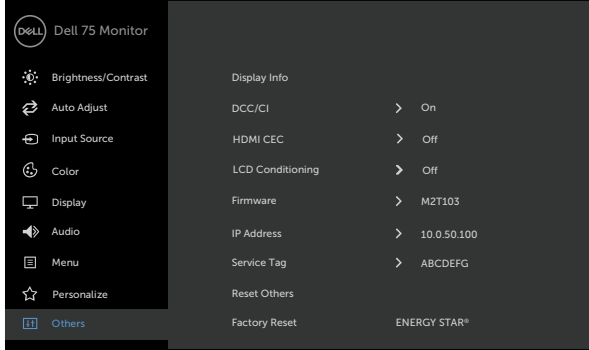 DELL Dell 75 Monitor
Brightness/Contrast Display Info
Auto Adjust DCC/CI On
Input Source HDMI CEC Off
Color LCD Conditioning Off
Display Firmware M2T103
Audio IP Address 10.0.50.100
Menu Service Tag ABCDEFG
Personalize Reset Others
Others Factory Reset ENERGY STAR®